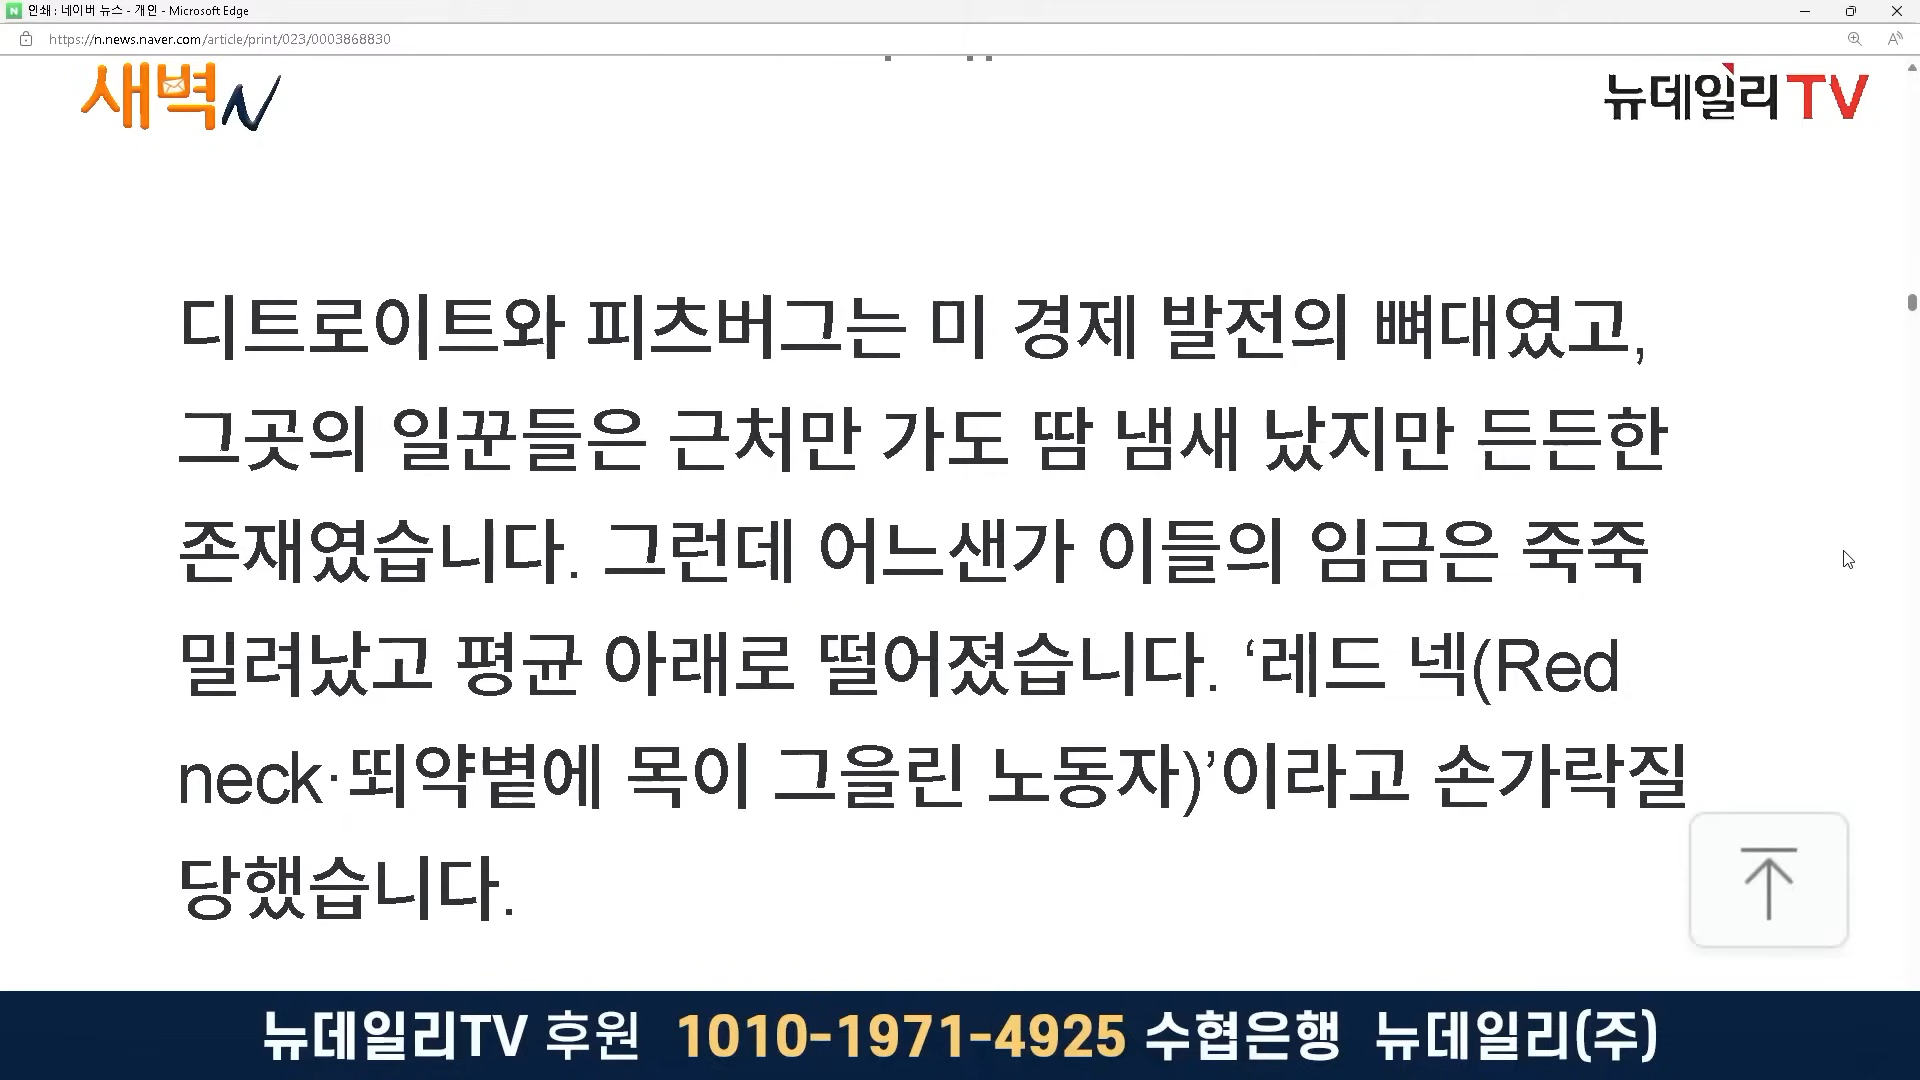 인쇄 : 네이버 뉴스 - 개인 - Microsoft Edge
https://n.news.naver.com/article/print/023/0003868830
새벽N
뉴데일리TV
디트로이트와 피츠버그는 미 경제 발전의 뼈대였고,
그곳의 일꾼들은 근처만 가도 땀 냄새 났지만 든든한
존재였습니다. 그런데 어느샌가 이들의 임금은 죽죽
밀려났고 평균 아래로 떨어졌습니다. ‘레드 넥(Red
neck·뙤약볕에 목이 그을린 노동자)’이라고 손가락질
당했습니다.
뉴데일리TV 후원 1010-1971-4925 수협은행 뉴데일리(주)